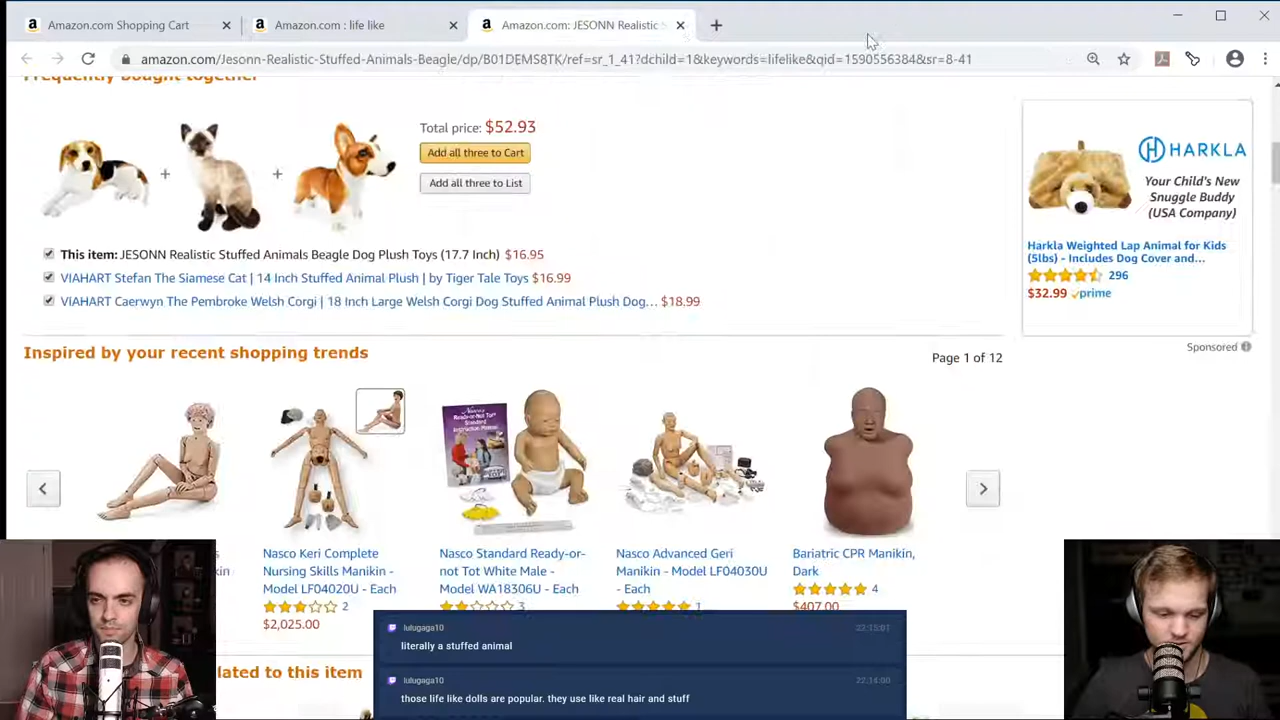 Amazon.com Shopping Cart
Amazon.com : life like
Amazon.com: JESONN Realistic
amazon.com/Jesonn-Realistic-Stuffed-Animals-Beagle/dp/B01DEMS8TK/ref=sr_1_41?dchild=1&keywords=lifelike&qid=1590556384&sr=8-41
Frequently bought together
Total price: $52.93
Add all three to Cart
Add all three to List
This item: JESONN Realistic Stuffed Animals Beagle Dog Plush Toys (17.7 Inch) $16.95
VIAHART Stefan The Siamese Cat | 14 Inch Stuffed Animal Plush | by Tiger Tale Toys $16.99
VIAHART Caerwyn The Pembroke Welsh Corgi | 18 Inch Large Welsh Corgi Dog Stuffed Animal Plush Dog… $18.99
HARKLA
Your Child's New
Snuggle Buddy
(USA Company)
Harkla Weighted Lap Animal for Kids
(5lbs) - Includes Dog Cover and...
296
$32.99 prime
Sponsored
Inspired by your recent shopping trends
Page 1 of 12
Nasco Keri Complete
Nursing Skills Manikin -
Model LF04020U - Each
2
$2,025.00
Nasco Standard Ready-or-
not Tot White Male -
Model WA18306U - Each
3
Nasco Advanced Geri
Manikin - Model LF04030U
- Each
1
Bariatric CPR Manikin,
Dark
4
$407.00
lated to this item
lulugaga10
22:15:01
literally a stuffed animal
lulugaga10
22:14:00
those life like dolls are popular. they use like real hair and stuff